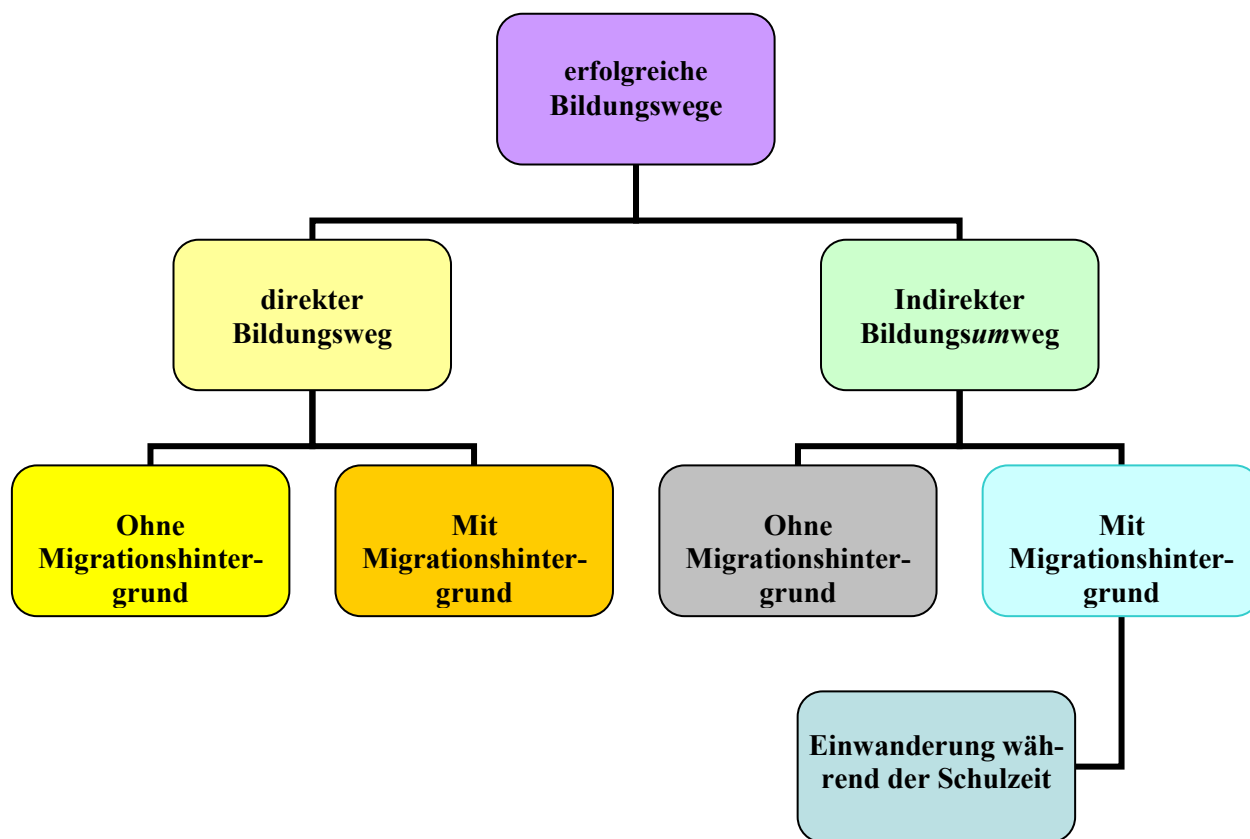 erfolgreiche
Bildungswege
direkter
Bildungsweg
Indirekter
Bildungsumweg
Ohne
Migrationshinter-
grund
Mit
Migrationshinter-
grund
Ohne
Migrationshinter-
grund
Mit
Migrationshinter-
grund
Einwanderung wäh-
rend der Schulzeit